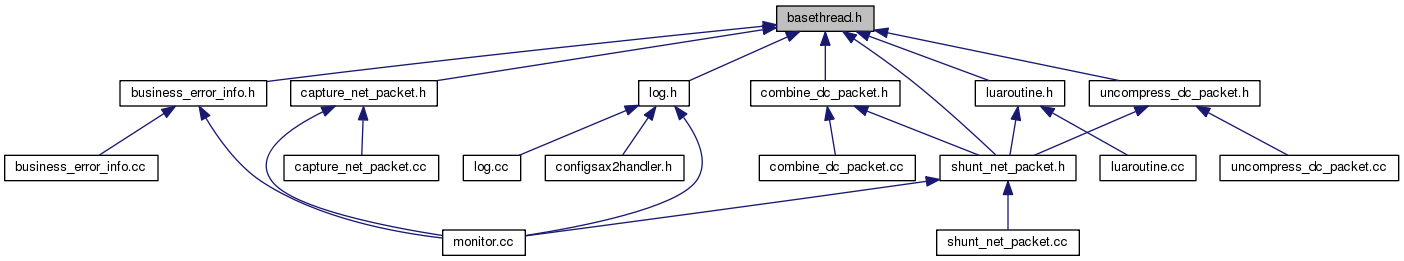 basethread.h
business_error_info.h
capture_net_packet.h
log.h
combine_dc_packet.h
luaroutine.h
uncompress_dc_packet.h
business_error_info.cc
capture_net_packet.cc
log.cc
configsax2handler.h
combine_dc_packet.cc
shunt_net_packet.h
luaroutine.cc
uncompress_dc_packet.cc
monitor.cc
shunt_net_packet.cc